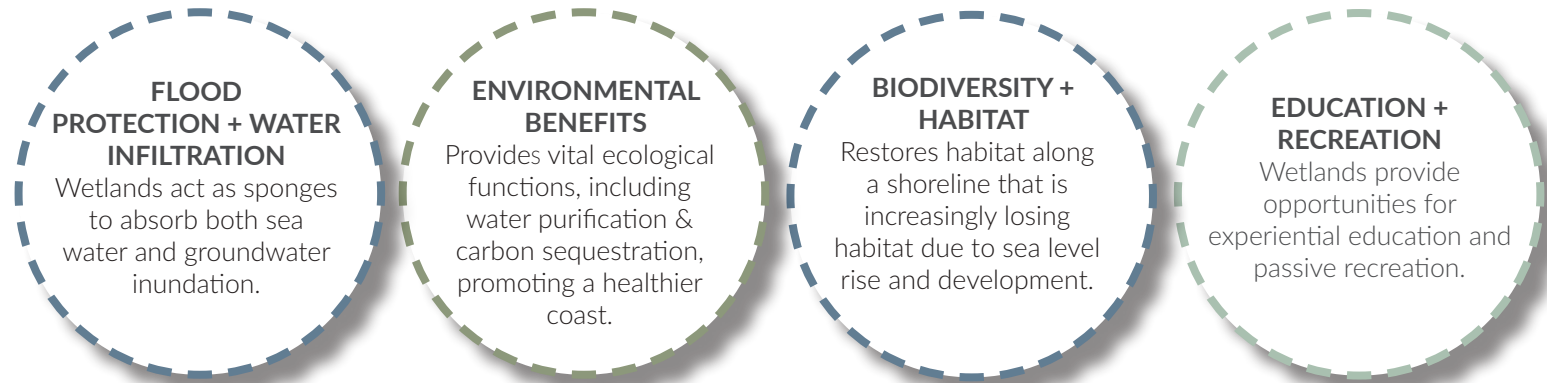 FLOOD
PROTECTION + WATER
INFILTRATION
Wetlands act as sponges
to absorb both sea
water and groundwater
inundation.
ENVIRONMENTAL
BENEFITS
Provides vital ecological
functions, including
water purification &
carbon sequestration,
promoting a healthier
coast.
BIODIVERSITY +
HABITAT
Restores habitat along
a shoreline that is
increasingly losing
habitat due to sea level
rise and development.
EDUCATION +
RECREATION
Wetlands provide
opportunities for
experiential education and
passive recreation.